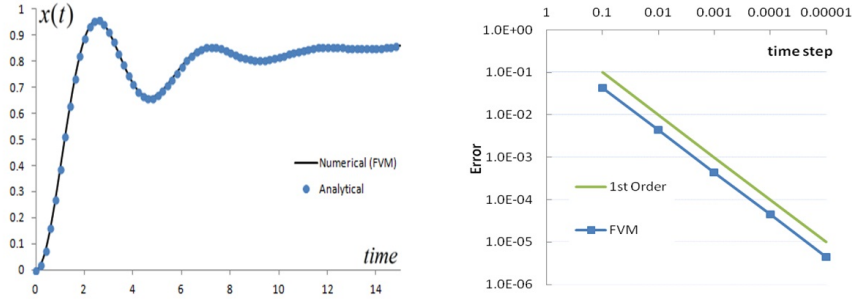 1
x(t)
0.9
0.8
0.7
0.6
0.5
0.4
0.3
0.2
0.1
0
Numerical (FVM)
Analytical
time
0 2 4 6 8 10 12 14
1 0.1 0.01 0.001 0.0001 0.00001
time step
1.0E+00
1.0E-01
1.0E-02
1.0E-03
1.0E-04
1.0E-05
1.0E-06
Error
1st Order
FVM